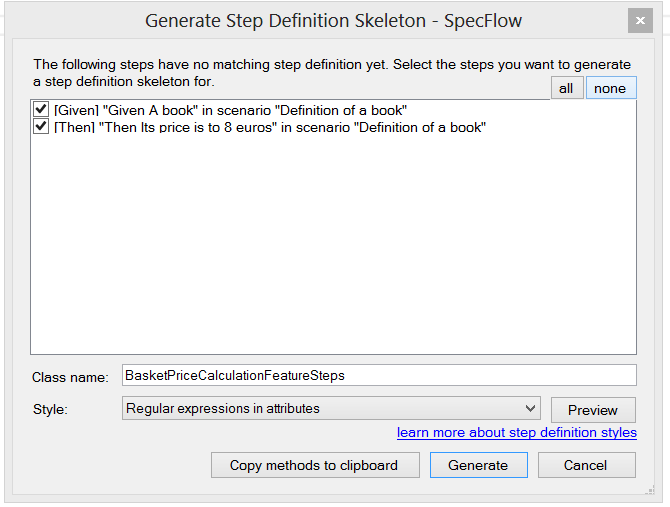 Generate Step Definition Skeleton - SpecFlow
The following steps have no matching step definition yet. Select the steps you want to generate
a step definition skeleton for.
all none
[Given] "Given A book" in scenario "Definition of a book"
[Then] "Then Its price is to 8 euros" in scenario "Definition of a book"
Class name: BasketPriceCalculationFeatureSteps
Style: Regular expressions in attributes Preview
learn more about step definition styles
Copy methods to clipboard Generate Cancel